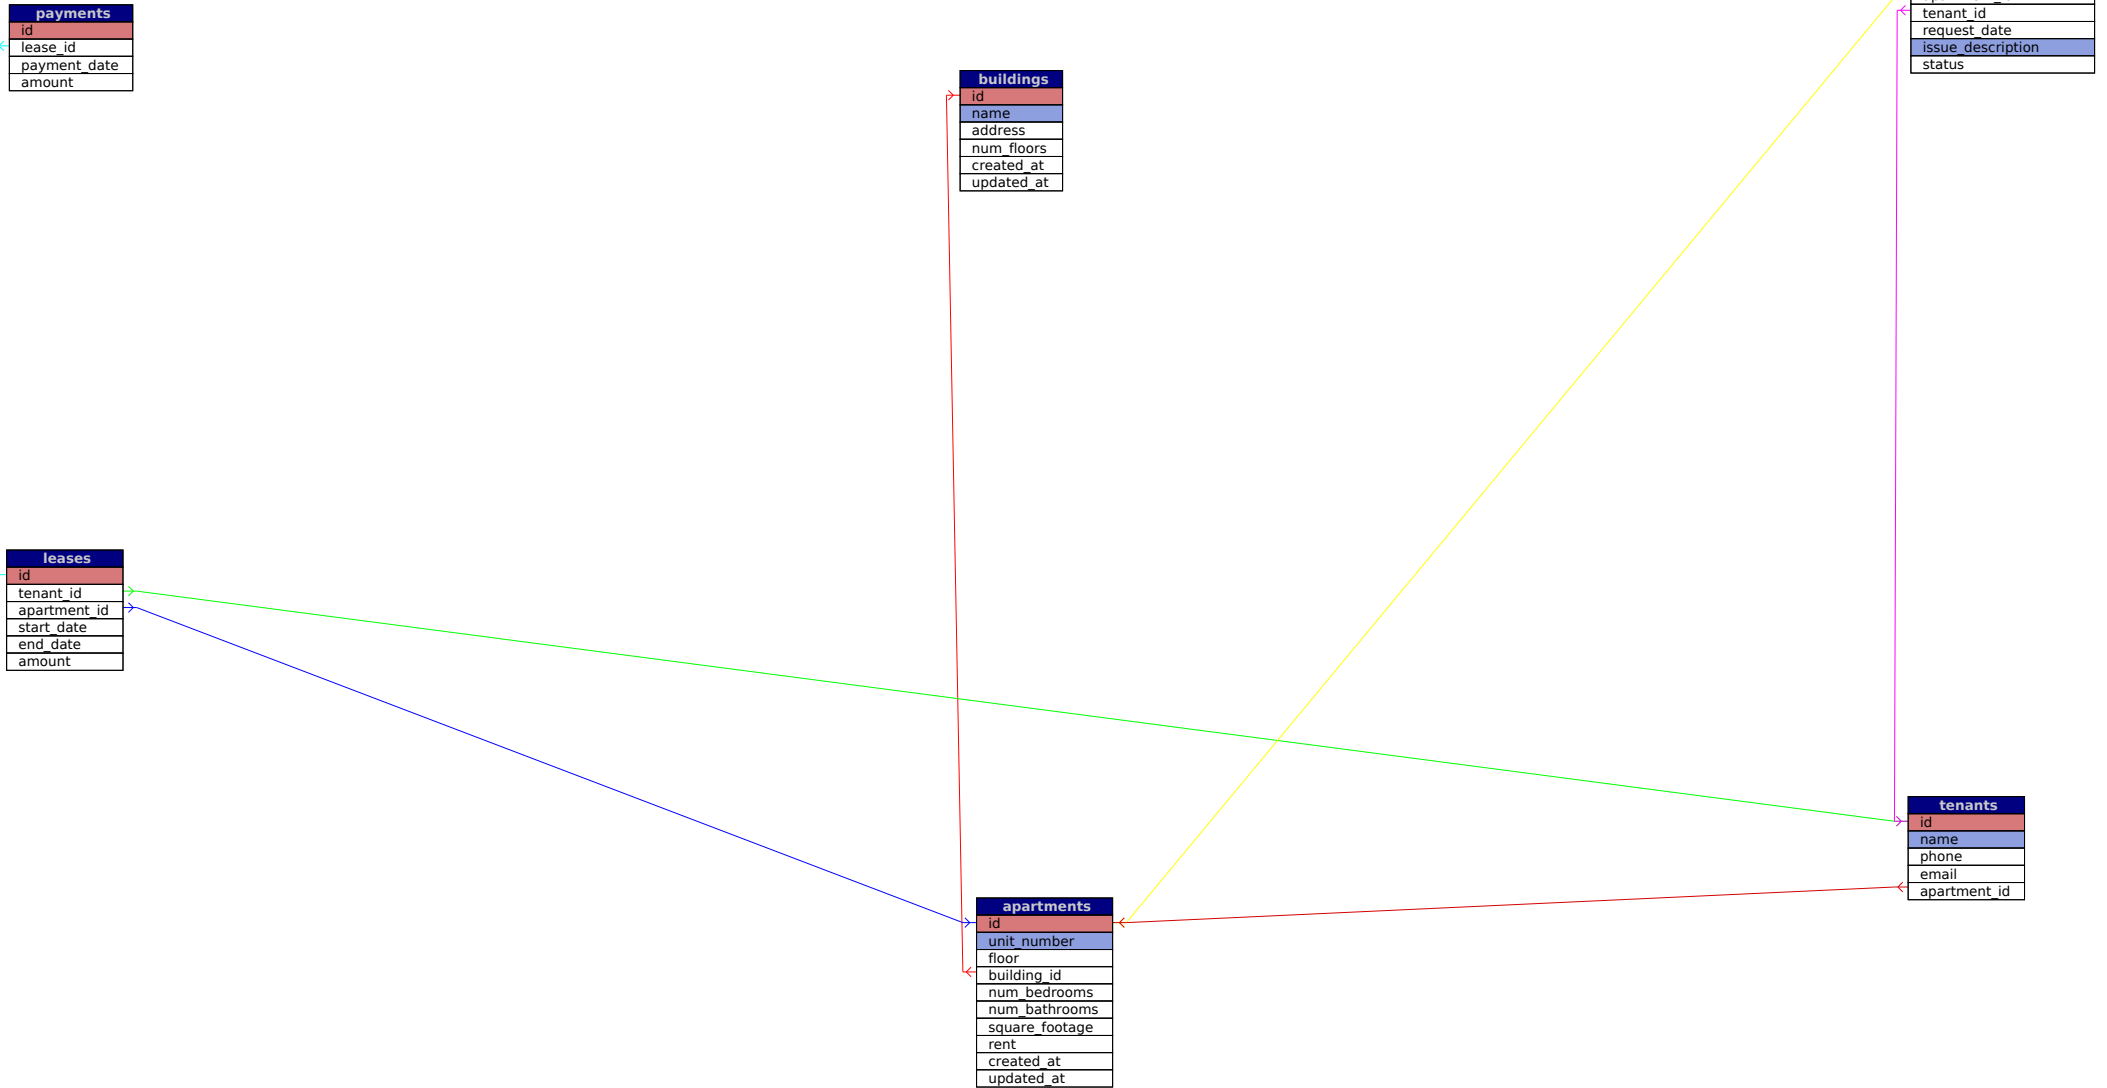 payments
id
lease_id
payment_date
amount
tenant_id
request_date
issue_description
status
buildings
id
name
address
num_floors
created_at
updated_at
leases
id
tenant_id
apartment_id
start_date
end_date
amount
tenants
id
name
phone
email
apartment_id
apartments
id
unit_number
floor
building_id
num_bedrooms
num_bathrooms
square_footage
rent
created_at
updated_at